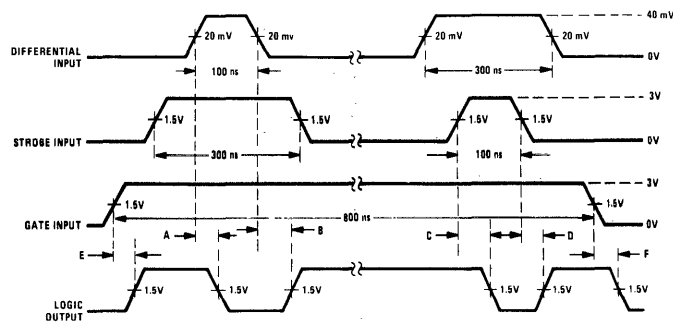 40 mV
DIFFERENTIAL INPUT
20 mV
20 mv
20 mV
20 mV
0V
100 ns
300 ns
3V
1.5V
1.5V
1.5V
1.5V
STROBE INPUT
0V
300 ns
100 ns
3V
1.5V
1.5V
GATE INPUT
800 ns
0V
A
B
C
D
E
F
LOGIC OUTPUT
1.5V
1.5V
1.5V
1.5V
1.5V
1.5V